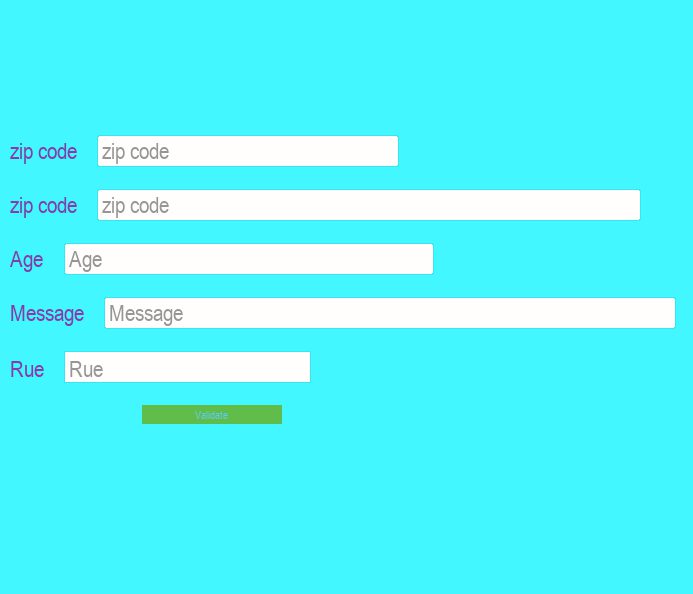 zip code zip code
zip code zip code
Age Age
Message Message
Rue Rue
Validate